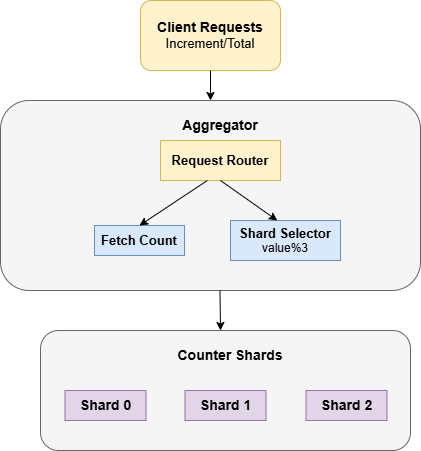 Client Requests
Increment/Total
Aggregator
Request Router
Fetch Count
Shard Selector
value%3
Counter Shards
Shard 0
Shard 1
Shard 2